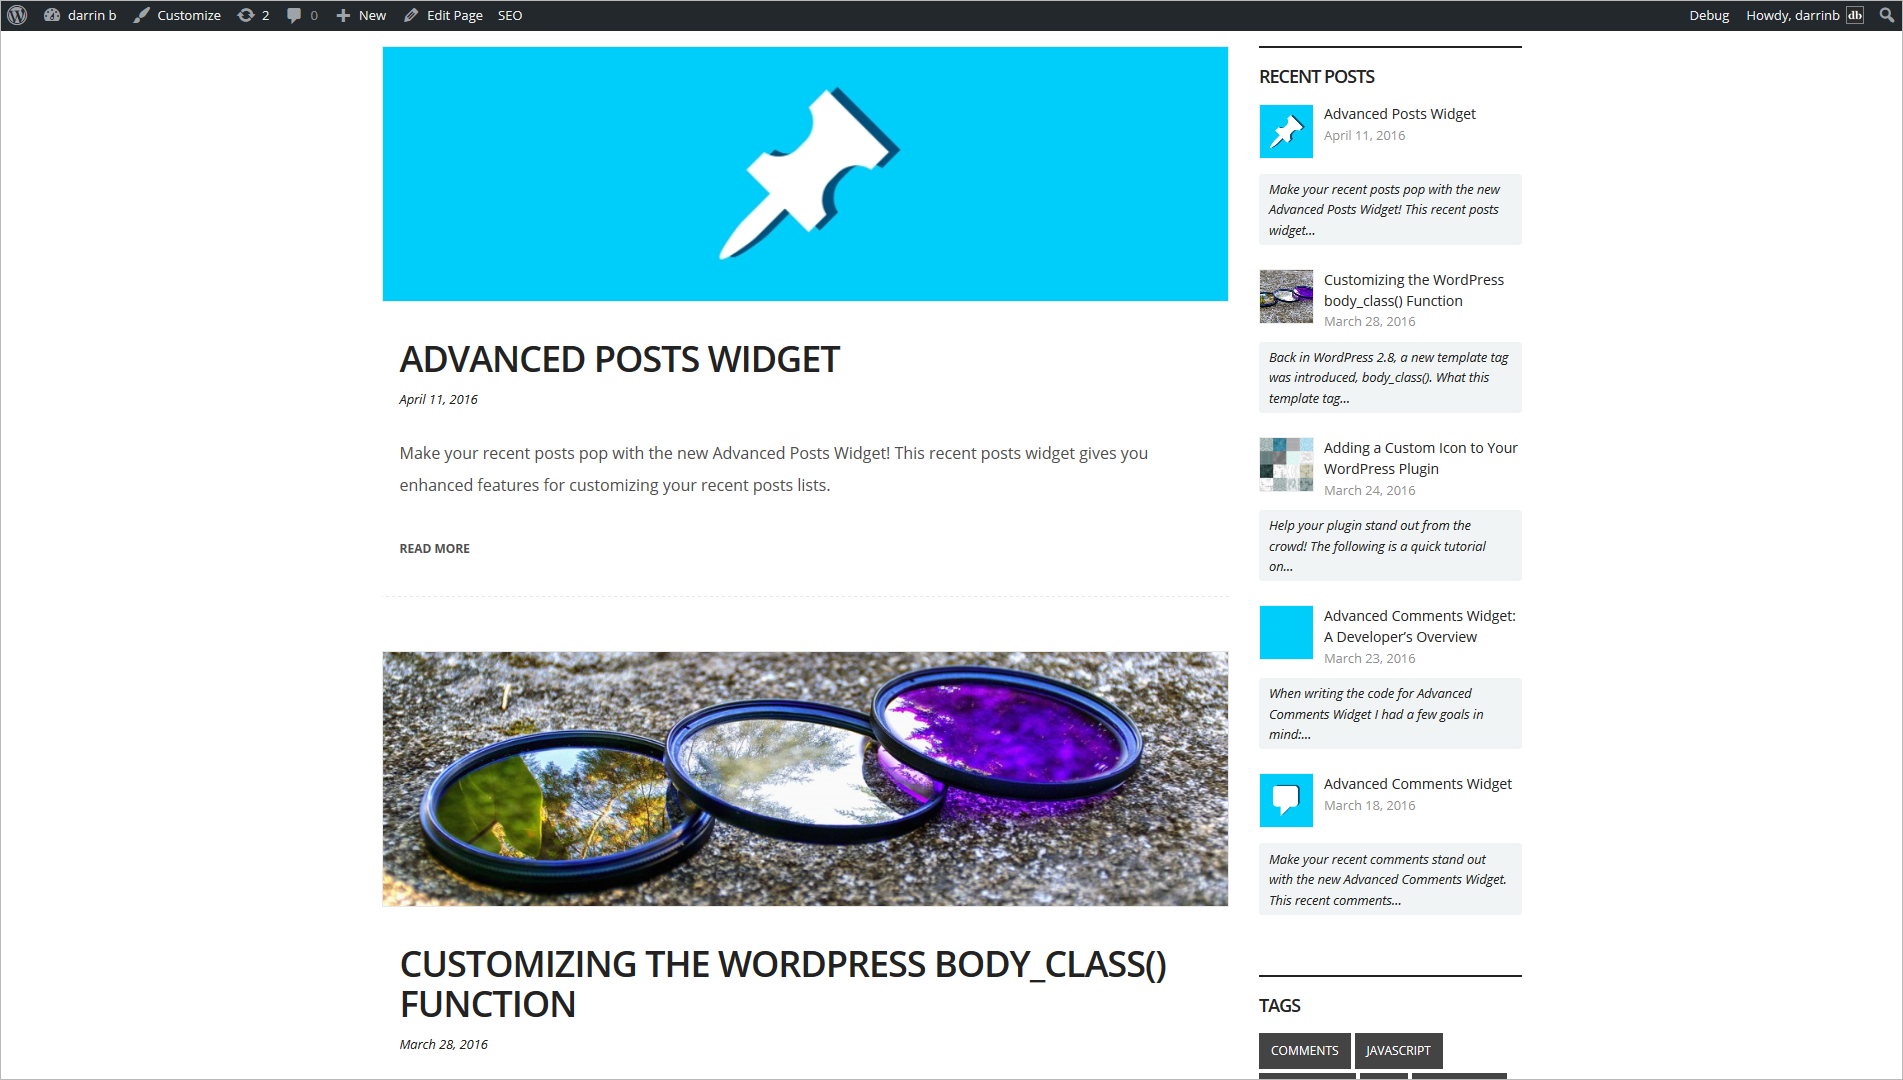 darrin b Customize 2 0 New Edit Page SEO Debug Howdy, darrinb db
ADVANCED POSTS WIDGET
April 11, 2016
Make your recent posts pop with the new Advanced Posts Widget! This recent posts widget gives you
enhanced features for customizing your recent posts lists.
READ MORE
CUSTOMIZING THE WORDPRESS BODY_CLASS()
FUNCTION
March 28, 2016
RECENT POSTS
Advanced Posts Widget
April 11, 2016
Make your recent posts pop with the new
Advanced Posts Widget! This recent posts
widget...
Customizing the WordPress
body_class() Function
March 28, 2016
Back in WordPress 2.8, a new template tag
was introduced, body_class(). What this
template tag...
Adding a Custom Icon to Your
WordPress Plugin
March 24, 2016
Help your plugin stand out from the
crowd! The following is a quick tutorial
on...
Advanced Comments Widget:
A Developer’s Overview
March 23, 2016
When writing the code for Advanced
Comments Widget I had a few goals in
mind:...
Advanced Comments Widget
March 18, 2016
Make your recent comments stand out
with the new Advanced Comments Widget.
This recent comments...
TAGS
COMMENTS JAVASCRIPT